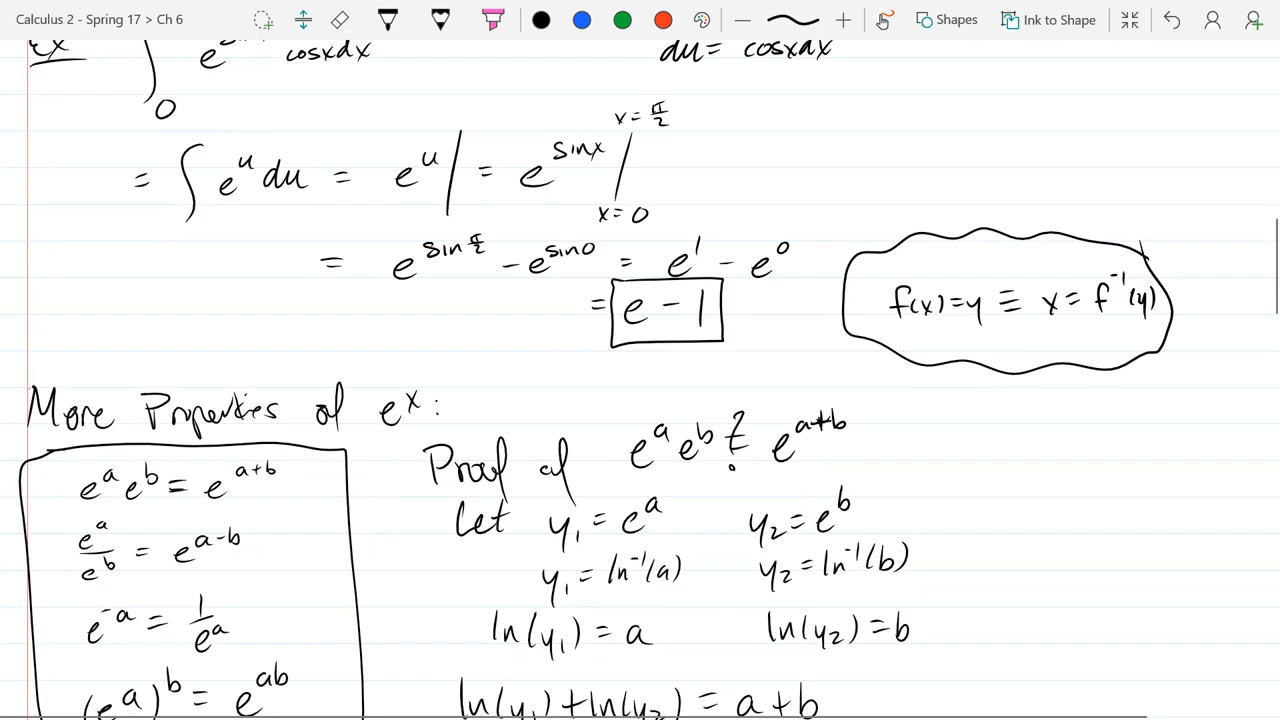 Calculus 2 - Spring 17 > Ch 6
Shapes
Ink to Shape
Ex ∫₀ e cosxdx
du = cosxdx
= ∫ e^u du = e^u | = e^(sinx) | x=π/2 x=0
= e^(sin π/2) - e^(sin0) = e^1 - e^0
= e - 1
f(x)=y ≡ x = f^-1(y)
More Properties of e^x:
e^a e^b = e^(a+b)
e^a/e^b = e^(a-b)
e^-a = 1/e^a
(e^a)^b = e^(ab)
Proof of e^a e^b ≟ e^(a+b)
Let y₁ = e^a y₂ = e^b
y₁ = ln^-1(a) y₂ = ln^-1(b)
ln(y₁) = a ln(y₂) = b
ln(y₁) + ln(y₂) = a + b